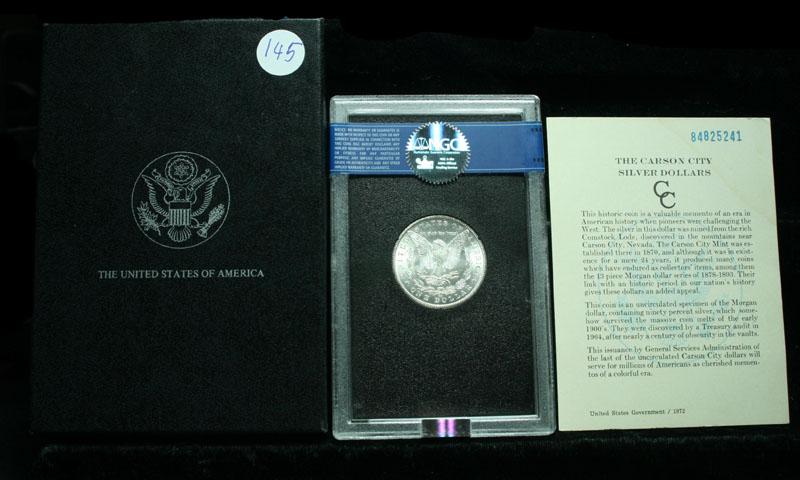 145
THE UNITED STATES OF AMERICA
NGC
ONE DOLLAR
84825241
THE CARSON CITY
SILVER DOLLARS
CC
This historic coin is a valuable memento of an era in
American history when pioneers were challenging the
West. The silver in this dollar was mined from the rich
Comstock Lode, discovered in the mountains near
Carson City, Nevada. The Carson City Mint was es-
tablished there in 1870, and although it was in exist-
ence for a mere 24 years, it produced many coins
which have endured as collectors' items, among them
the 13 piece Morgan dollar series of 1878-1893. Their
link with an historic period in our nation's history
gives these dollars an added appeal.
This coin is an uncirculated specimen of the Morgan
dollar, containing ninety percent silver, which some-
how survived the massive coin melts of the early
1900's. They were discovered by a Treasury audit in
1964, after nearly a century of obscurity in the vaults.
This issuance by General Services Administration of
the last of the uncirculated Carson City dollars will
serve for millions of Americans as cherished memen-
tos of a colorful era.
United States Government / 1972